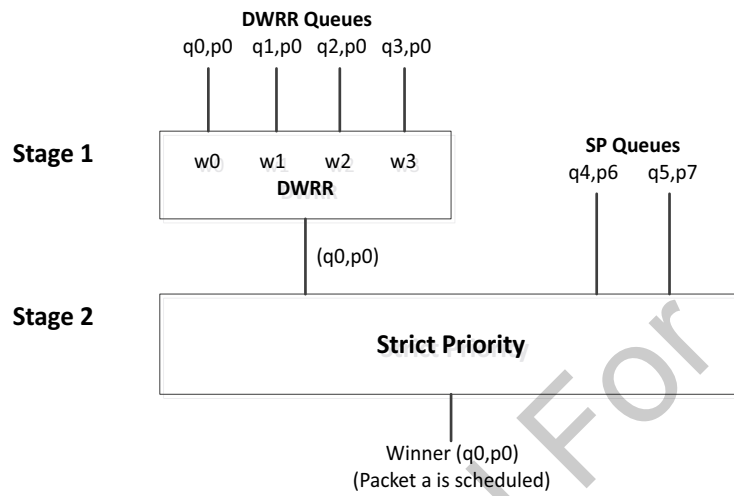 DWRR Queues
q0,p0 q1,p0 q2,p0 q3,p0
Stage 1
SP Queues
w0 w1 w2 w3
q4,p6 q5,p7
DWRR
(q0,p0)
Stage 2
Strict Priority
Winner (q0,p0)
(Packet a is scheduled)
For